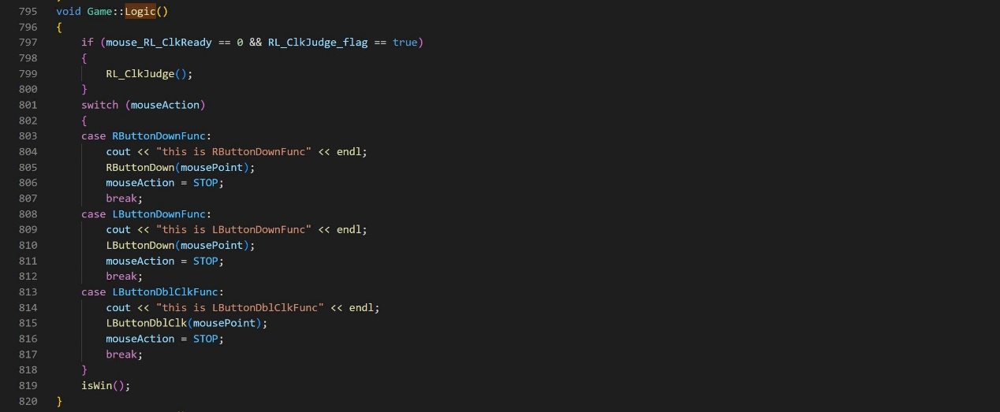 795 void Game::Logic()
796 {
797     if (mouse_RL_ClkReady == 0 && RL_ClkJudge_flag == true)
798     {
799         RL_ClkJudge();
800     }
801     switch (mouseAction)
802     {
803     case RButtonDownFunc:
804         cout << "this is RButtonDownFunc" << endl;
805         RButtonDown(mousePoint);
806         mouseAction = STOP;
807         break;
808     case LButtonDownFunc:
809         cout << "this is LButtonDownFunc" << endl;
810         LButtonDown(mousePoint);
811         mouseAction = STOP;
812         break;
813     case LButtonDblClkFunc:
814         cout << "this is LButtonDblClkFunc" << endl;
815         LButtonDblClk(mousePoint);
816         mouseAction = STOP;
817         break;
818     }
819     isWin();
820 }